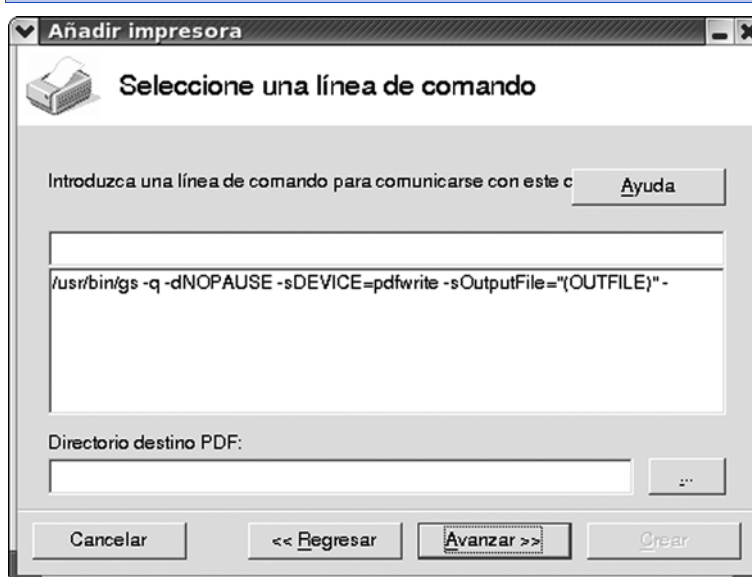 Añadir impresora
Seleccione una línea de comando
Introduzca una línea de comando para comunicarse con este c
Ayuda
/usr/bin/gs -q -dNOPAUSE -sDEVICE=pdfwrite -sOutputFile="(OUTFILE)" -
Directorio destino PDF:
...
Cancelar
<< Regresar
Avanzar >>
Crear